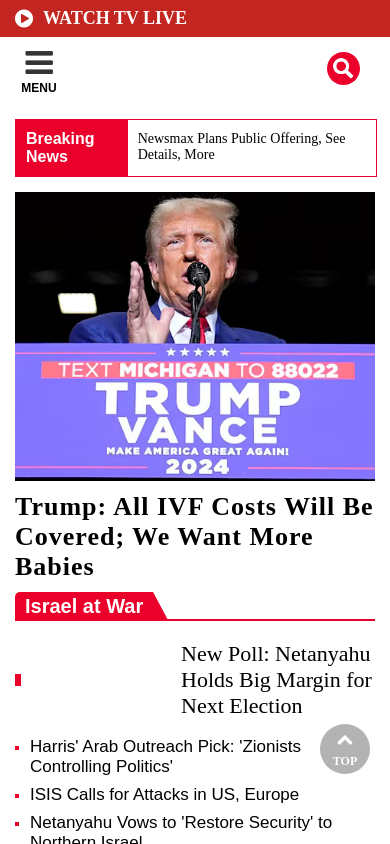 WATCH TV LIVE
MENU
Breaking
News
Newsmax Plans Public Offering, See
Details, More
TEXT MICHIGAN TO 88022
TRUMP
VANCE
MAKE AMERICA GREAT AGAIN!
2024
Trump: All IVF Costs Will Be
Covered; We Want More
Babies
Israel at War
New Poll: Netanyahu
Holds Big Margin for
Next Election
Harris' Arab Outreach Pick: 'Zionists
Controlling Politics'
TOP
ISIS Calls for Attacks in US, Europe
Netanyahu Vows to 'Restore Security' to
Northern Israel